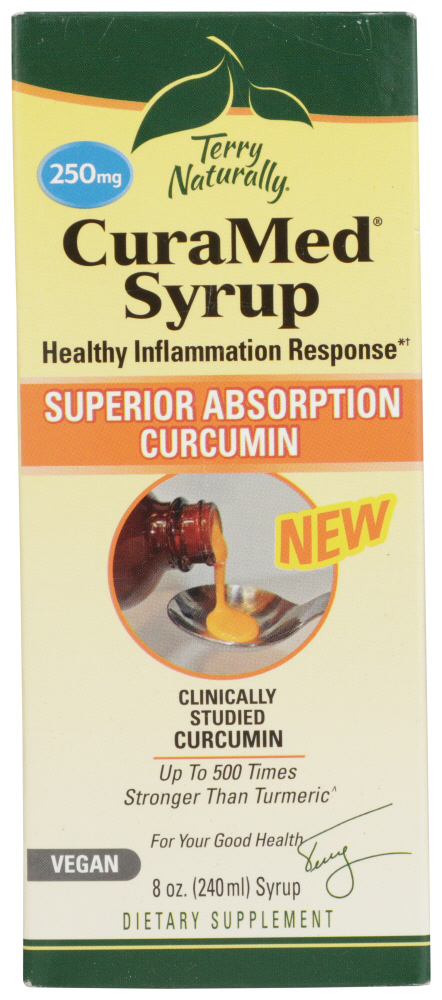 Terry
Naturally®
250mg
CuraMed®
Syrup
Healthy Inflammation Response*†
SUPERIOR ABSORPTION
CURCUMIN
NEW
CLINICALLY
STUDIED
CURCUMIN
Up To 500 Times
Stronger Than Turmeric^
For Your Good Health
Terry
VEGAN
8 oz. (240ml) Syrup
DIETARY SUPPLEMENT